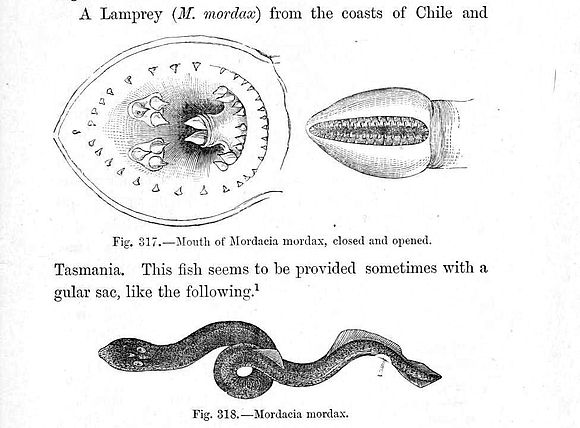 A Lamprey (M. mordax) from the coasts of Chile and
Fig. 317.—Mouth of Mordacia mordax, closed and opened.
Tasmania. This fish seems to be provided sometimes with a
gular sac, like the following.¹
Fig. 318.—Mordacia mordax.